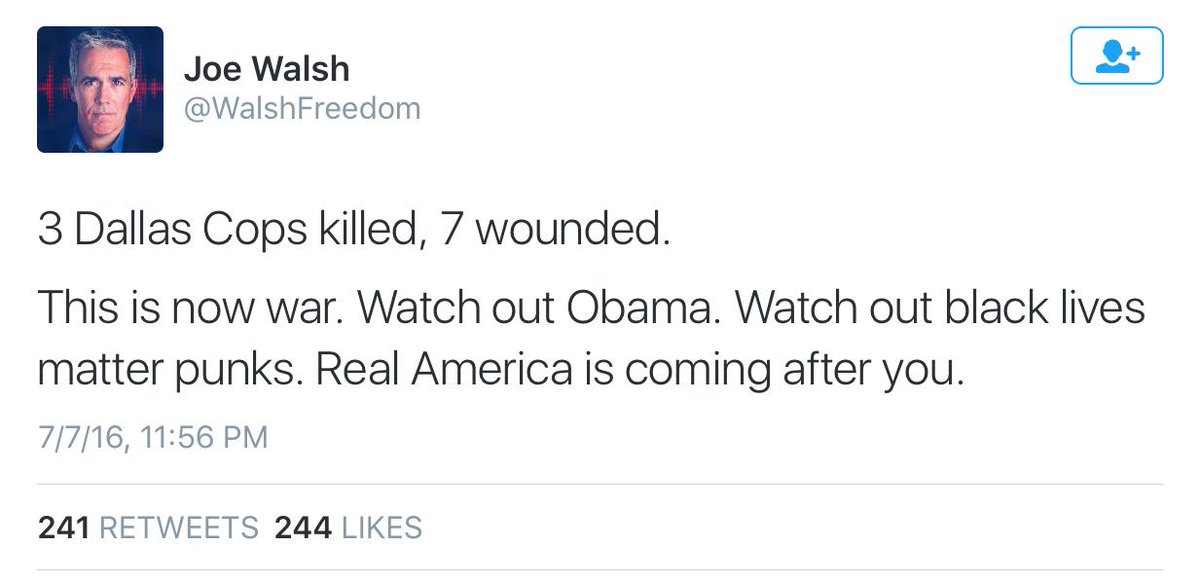 Joe Walsh
@WalshFreedom
3 Dallas Cops killed, 7 wounded.
This is now war. Watch out Obama. Watch out black lives
matter punks. Real America is coming after you.
7/7/16, 11:56 PM
241 RETWEETS 244 LIKES